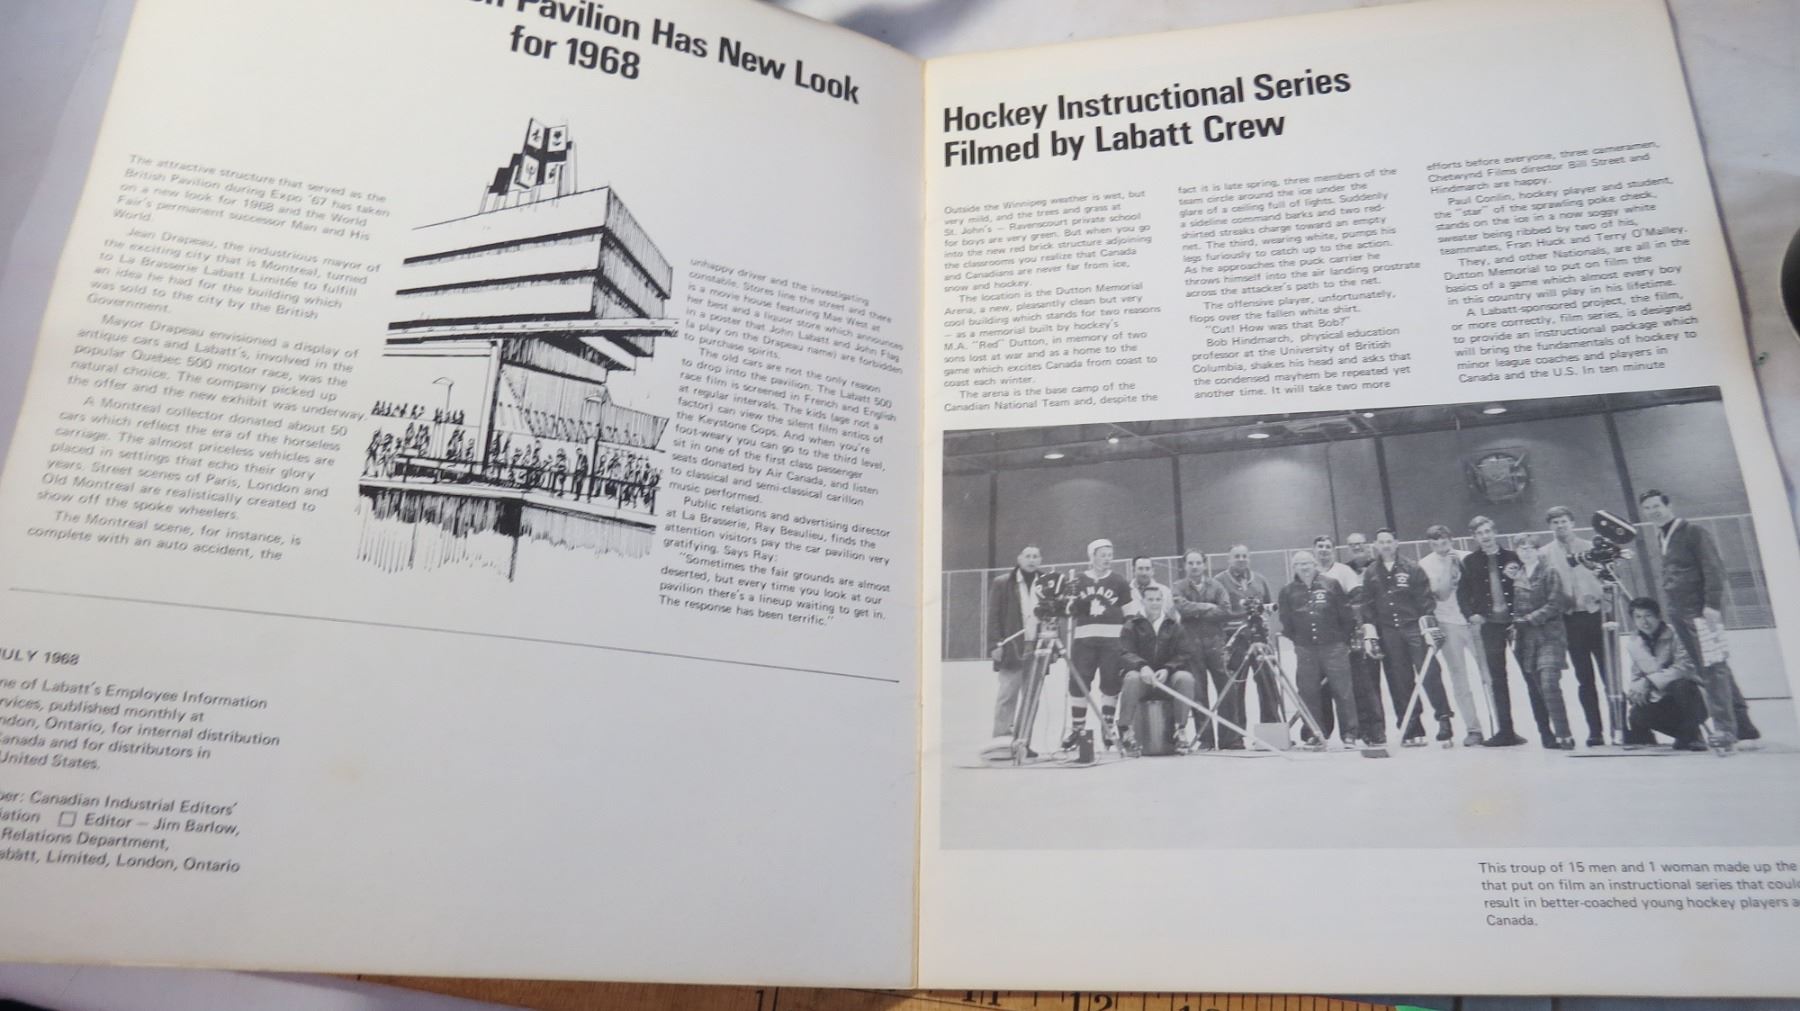 Pavilion Has New Look
for 1968
The attractive structure that served as the
British Pavilion during Expo '67 has taken
on a new look for 1968 and the World
Fair's permanent successor Man and His
World.
Jean Drapeau, the industrious mayor of
the exciting city that is Montreal, turned
to La Brasserie Labatt Limitée to fulfill
an idea he had for the building which
was sold to the city by the British
Government.
Mayor Drapeau envisioned a display of
antique cars and Labatt's, involved in the
popular Quebec 500 motor race, was the
natural choice. The company picked up
the offer and the new exhibit was underway.
A Montreal collector donated about 50
cars which reflect the era of the horseless
carriage. The almost priceless vehicles are
placed in settings that echo their glory
years. Street scenes of Paris, London and
Old Montreal are realistically created to
show off the spoke wheelers.
The Montreal scene, for instance, is
complete with an auto accident, the
unhappy driver and the investigating
constable. Stores line the street and there
is a movie house featuring Mae West at
her best and a liquor store which announces
in a poster that John Labatt and John Flag
(a play on the Drapeau name) are forbidden
to purchase spirits.
The old cars are not the only reason
to drop into the pavilion. The Labatt 500
race film is screened in French and English
at regular intervals. The kids (age not a
factor) can view the silent film antics of
the Keystone Cops. And when you're
foot-weary you can go to the third level,
sit in one of the first class passenger
seats donated by Air Canada, and listen
to classical and semi-classical carillon
music performed.
Public relations and advertising director
at La Brasserie, Ray Beaulieu, finds the
attention visitors pay the car pavilion very
gratifying. Says Ray:
"Sometimes the fair grounds are almost
deserted, but every time you look at our
pavilion there's a lineup waiting to get in.
The response has been terrific."
ULY 1968
ne of Labatt's Employee Information
rvices, published monthly at
ndon, Ontario, for internal distribution
anada and for distributors in
United States.
ber: Canadian Industrial Editors'
iation □ Editor – Jim Barlow,
Relations Department,
abatt, Limited, London, Ontario
Hockey Instructional Series
Filmed by Labatt Crew
Outside the Winnipeg weather is wet, but
very mild, and the trees and grass at
St. John's – Ravenscourt private school
for boys are very green. But when you go
into the new red brick structure adjoining
the classrooms you realize that Canada
and Canadians are never far from ice,
snow and hockey.
The location is the Dutton Memorial
Arena, a new, pleasantly clean but very
cool building which stands for two reasons
– as a memorial built by hockey's
M.A. "Red" Dutton, in memory of two
sons lost at war and as a home to the
game which excites Canada from coast to
coast each winter.
The arena is the base camp of the
Canadian National Team and, despite the
fact it is late spring, three members of the
team circle around the ice under the
glare of a ceiling full of lights. Suddenly
a sideline command barks and two red-
shirted streaks charge toward an empty
net. The third, wearing white, pumps his
legs furiously to catch up to the action.
As he approaches the puck carrier he
throws himself into the air landing prostrate
across the attacker's path to the net.
The offensive player, unfortunately,
flops over the fallen white shirt.
"Cut! How was that Bob?"
Bob Hindmarch, physical education
professor at the University of British
Columbia, shakes his head and asks that
the condensed mayhem be repeated yet
another time. It will take two more
efforts before everyone, three cameramen,
Chetwynd Films director Bill Street and
Hindmarch are happy.
Paul Conlin, hockey player and student,
the "star" of the sprawling poke check,
stands on the ice in a now soggy white
sweater being ribbed by two of his
teammates, Fran Huck and Terry O'Malley.
They, and other Nationals, are all in the
Dutton Memorial to put on film the
basics of a game which almost every boy
in this country will play in his lifetime.
A Labatt-sponsored project, the film,
or more correctly, film series, is designed
to provide an instructional package which
will bring the fundamentals of hockey to
minor league coaches and players in
Canada and the U.S. In ten minute
CANADA
This troup of 15 men and 1 woman made up the
that put on film an instructional series that coul
result in better-coached young hockey players a
Canada.
11 12